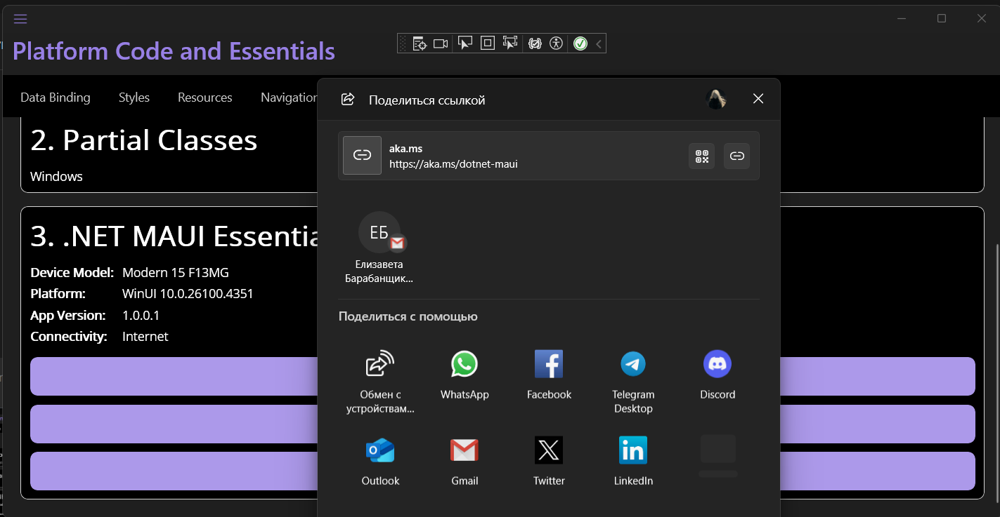 Platform Code and Essentials
Data Binding
Styles
Resources
Navigation
2. Partial Classes
Windows
3. .NET MAUI
Device Model: Modern 15 F13MG
Platform: WinUI 10.0.26100.4351
App Version: 1.0.0.1
Connectivity: Internet
Поделиться ссылкой
aka.ms
https://aka.ms/dotnet-maui
ЕБ
Елизавета
Барабанщик...
Поделиться с помощью
Обмен с
устройствам...
WhatsApp
Facebook
Telegram
Desktop
Discord
Outlook
Gmail
Twitter
LinkedIn